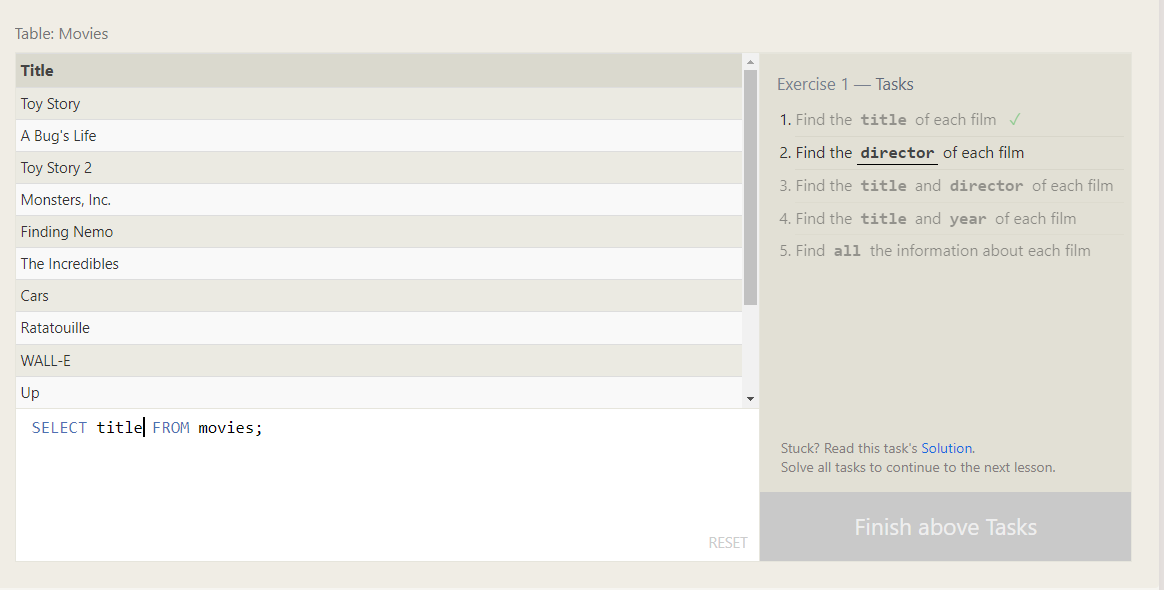 Table: Movies
Title
Toy Story
A Bug's Life
Toy Story 2
Monsters, Inc.
Finding Nemo
The Incredibles
Cars
Ratatouille
WALL-E
Up
SELECT title FROM movies;
RESET
Exercise 1 — Tasks
1. Find the title of each film ✓
2. Find the director of each film
3. Find the title and director of each film
4. Find the title and year of each film
5. Find all the information about each film
Stuck? Read this task's Solution.
Solve all tasks to continue to the next lesson.
Finish above Tasks